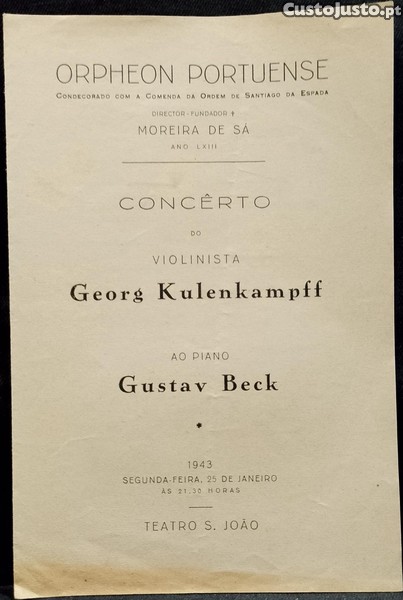 Custojusto.pt
ORPHEON PORTUENSE
CONDECORADO COM A COMENDA DA ORDEM DE SANTIAGO DA ESPADA
DIRECTOR-FUNDADOR †
MOREIRA DE SÁ
ANO LXIII
CONCÊRTO
DO
VIOLINISTA
Georg Kulenkampff
AO PIANO
Gustav Beck
1943
SEGUNDA-FEIRA, 25 DE JANEIRO
ÀS 21,30 HORAS
TEATRO S. JOÃO